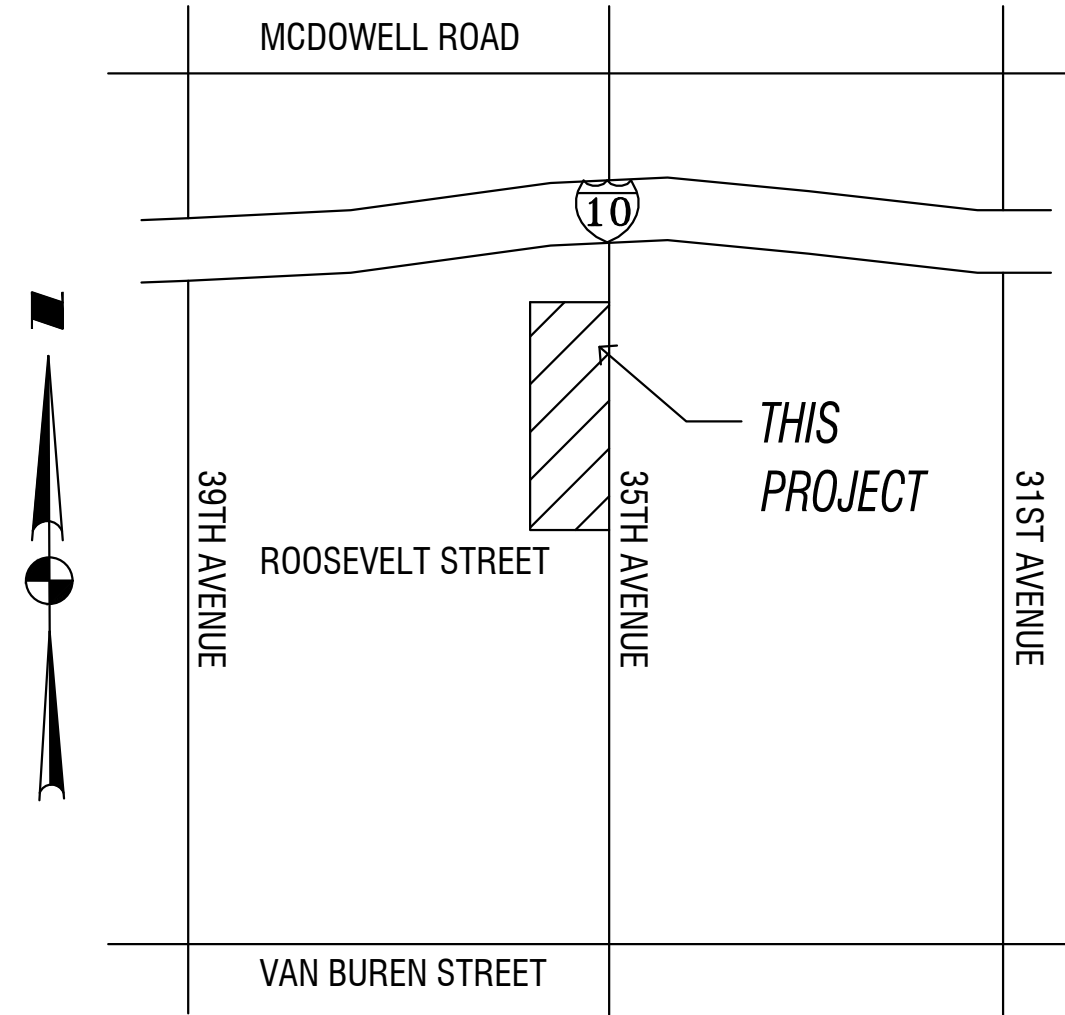 MCDOWELL ROAD
10
N
THIS
PROJECT
39TH AVENUE
35TH AVENUE
31ST AVENUE
ROOSEVELT STREET
VAN BUREN STREET